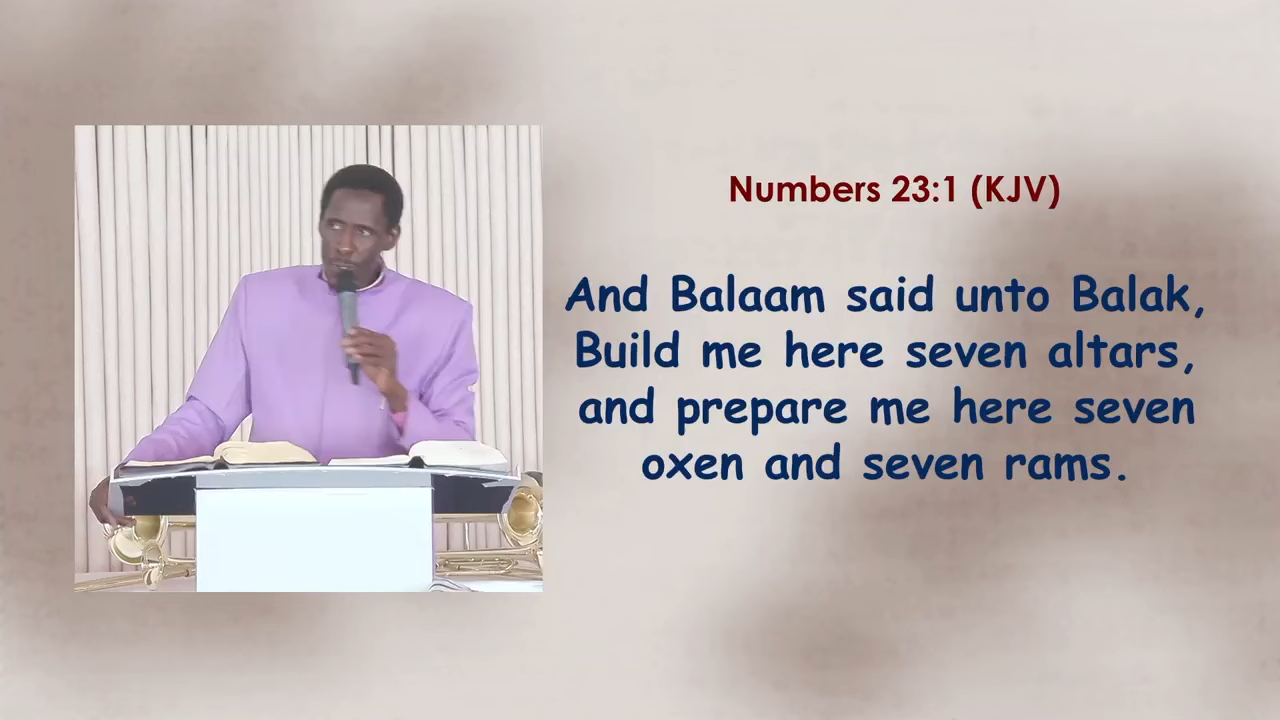 Numbers 23:1 (KJV)
And Balaam said unto Balak,
Build me here seven altars,
and prepare me here seven
oxen and seven rams.